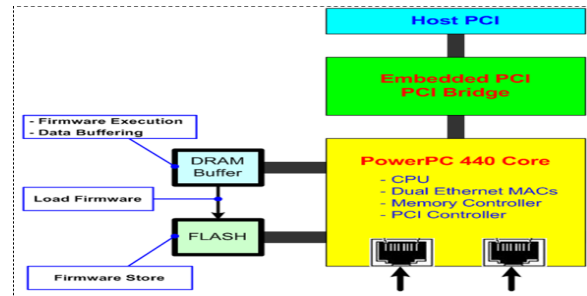 Host PCI
Embedded PCI
PCI Bridge
- Firmware Execution
- Data Buffering
DRAM
Buffer
PowerPC 440 Core
- CPU
- Dual Ethernet MACs
- Memory Controller
- PCI Controller
Load Firmware
FLASH
Firmware Store